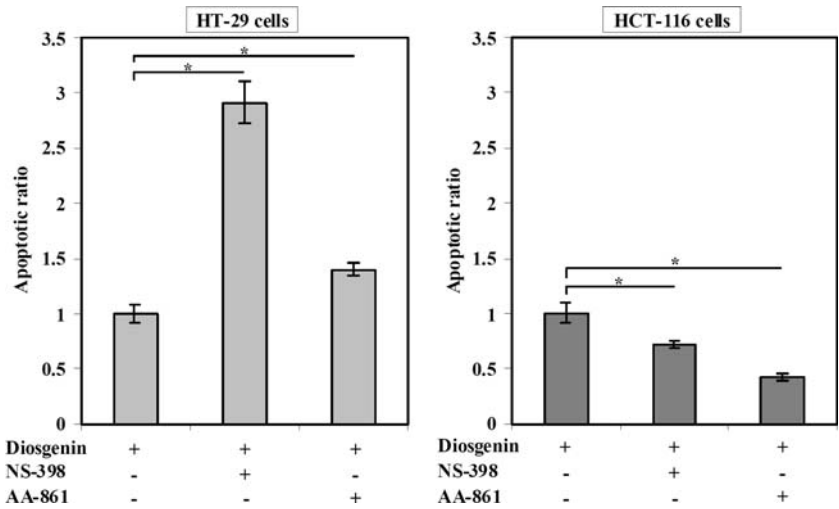 HT-29 cells
3.5
3
2.5
2
1.5
1
0.5
0
Apoptotic ratio
*
*
HCT-116 cells
3.5
3
2.5
2
1.5
1
0.5
0
Apoptotic ratio
*
*
Diosgenin + + +
NS-398 - + -
AA-861 - - +
Diosgenin + + +
NS-398 - + -
AA-861 - - +